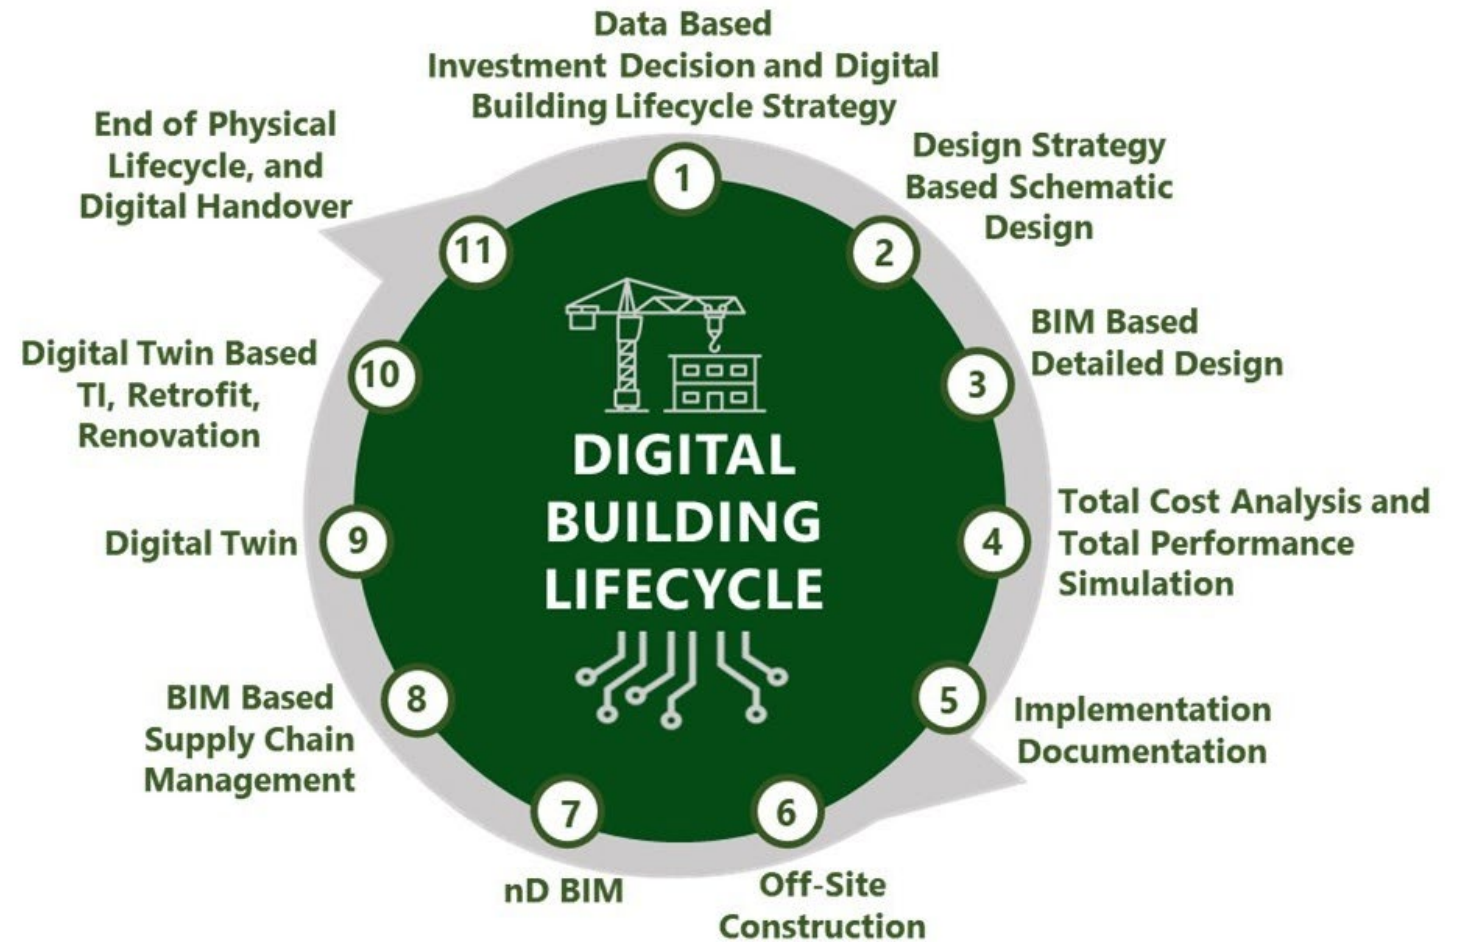 Data Based
Investment Decision and Digital
Building Lifecycle Strategy
1
Design Strategy
Based Schematic
Design
2
BIM Based
Detailed Design
3
Total Cost Analysis and
Total Performance
Simulation
4
Implementation
Documentation
5
Off-Site
Construction
6
nD BIM
7
BIM Based
Supply Chain
Management
8
Digital Twin
9
Digital Twin Based
TI, Retrofit,
Renovation
10
End of Physical
Lifecycle, and
Digital Handover
11
DIGITAL
BUILDING
LIFECYCLE